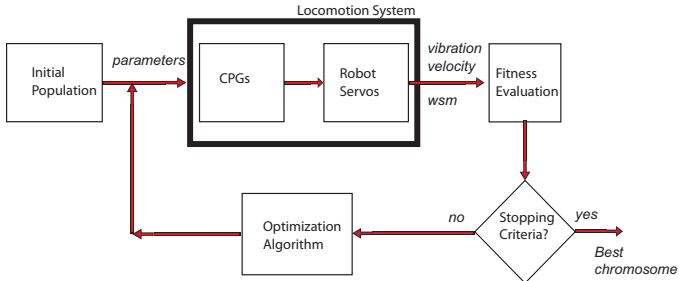 Locomotion System
Initial
Population
parameters
CPGs
Robot
Servos
vibration
velocity
wsm
Fitness
Evaluation
Stopping
Criteria?
yes
no
Best
chromosome
Optimization
Algorithm